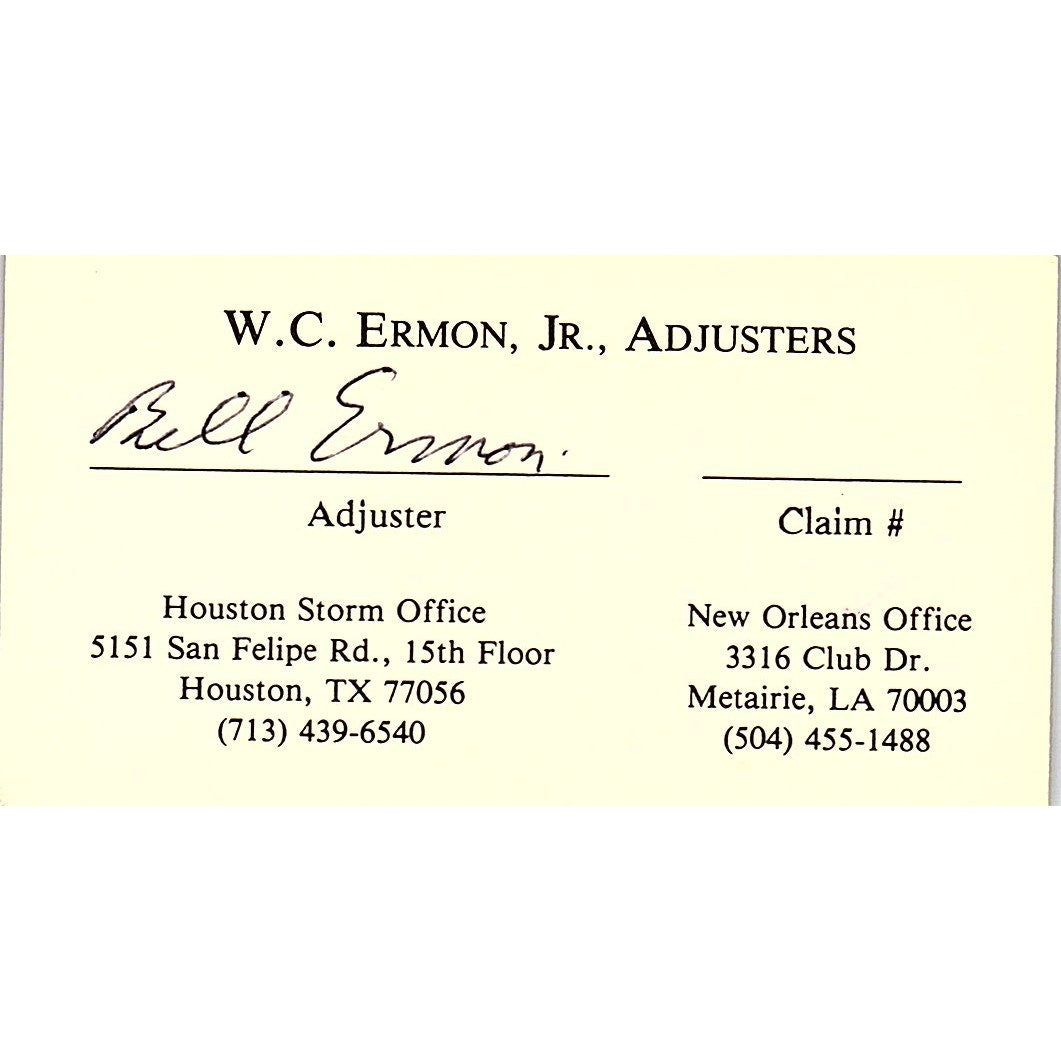 W.C. ERMON, JR., ADJUSTERS
Bill Ermon.
Adjuster
Claim #
Houston Storm Office
5151 San Felipe Rd., 15th Floor
Houston, TX 77056
(713) 439-6540
New Orleans Office
3316 Club Dr.
Metairie, LA 70003
(504) 455-1488